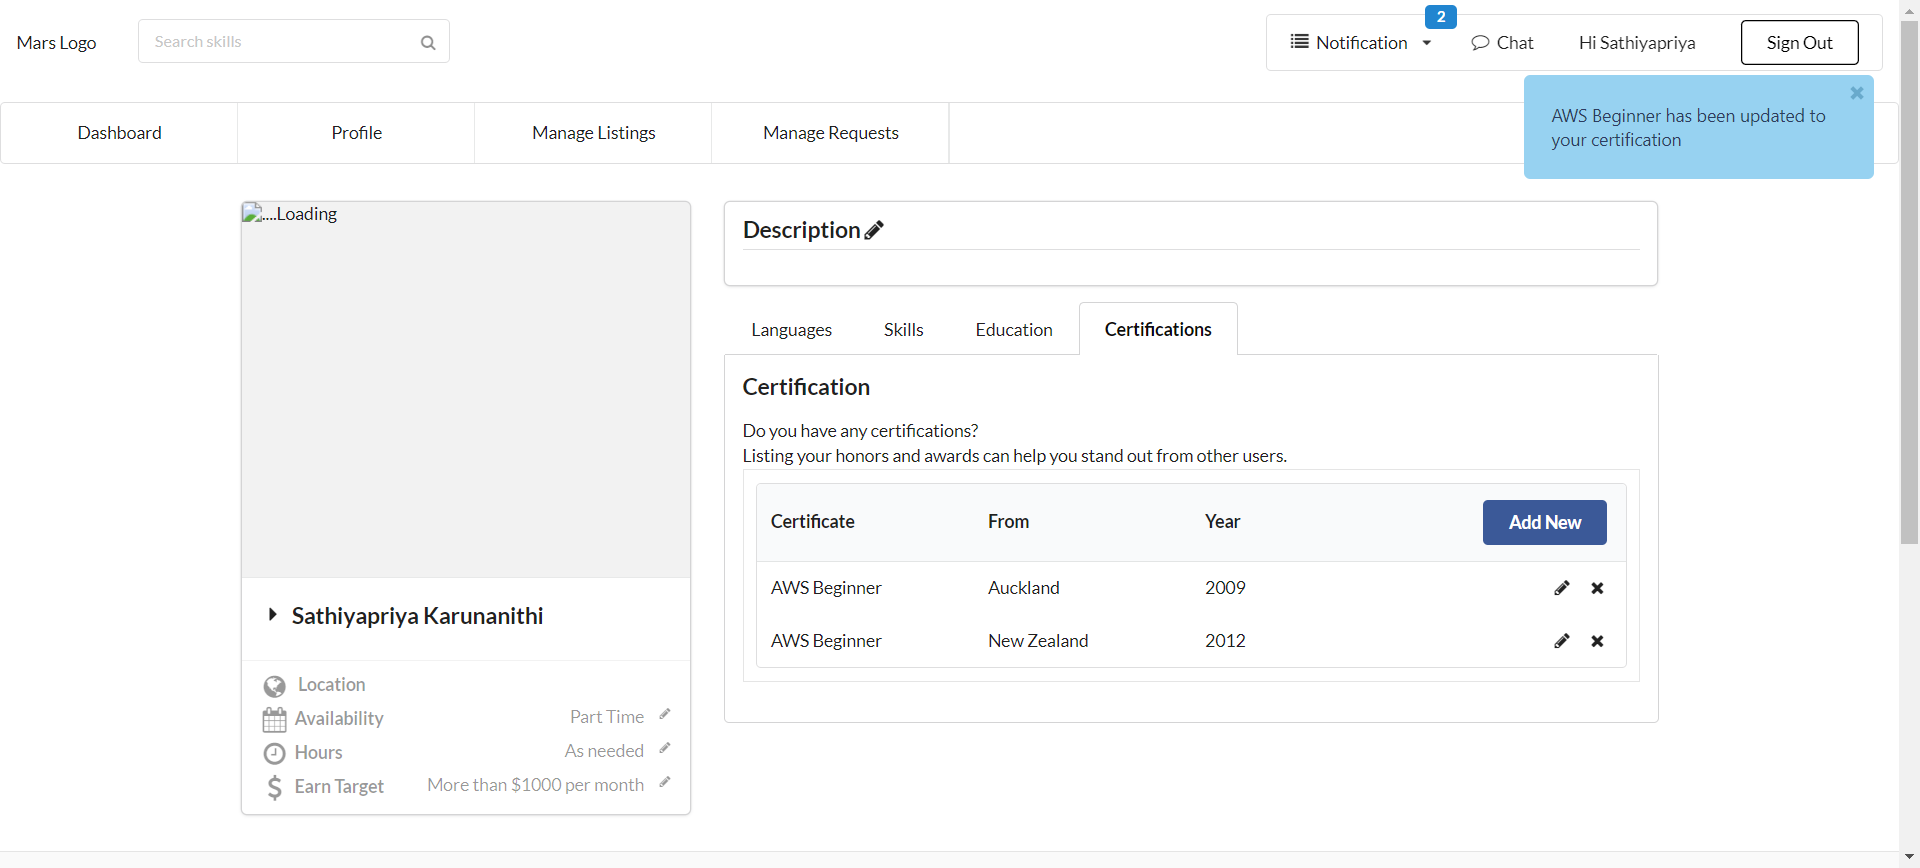 Mars Logo
Search skills
Notification
2
Chat
Hi Sathiyapriya
Sign Out
AWS Beginner has been updated to
your certification
Dashboard
Profile
Manage Listings
Manage Requests
....Loading
Sathiyapriya Karunanithi
Location
Availability Part Time
Hours As needed
Earn Target More than $1000 per month
Description
Languages Skills Education Certifications
Certification
Do you have any certifications?
Listing your honors and awards can help you stand out from other users.
Certificate From Year Add New
AWS Beginner Auckland 2009
AWS Beginner New Zealand 2012